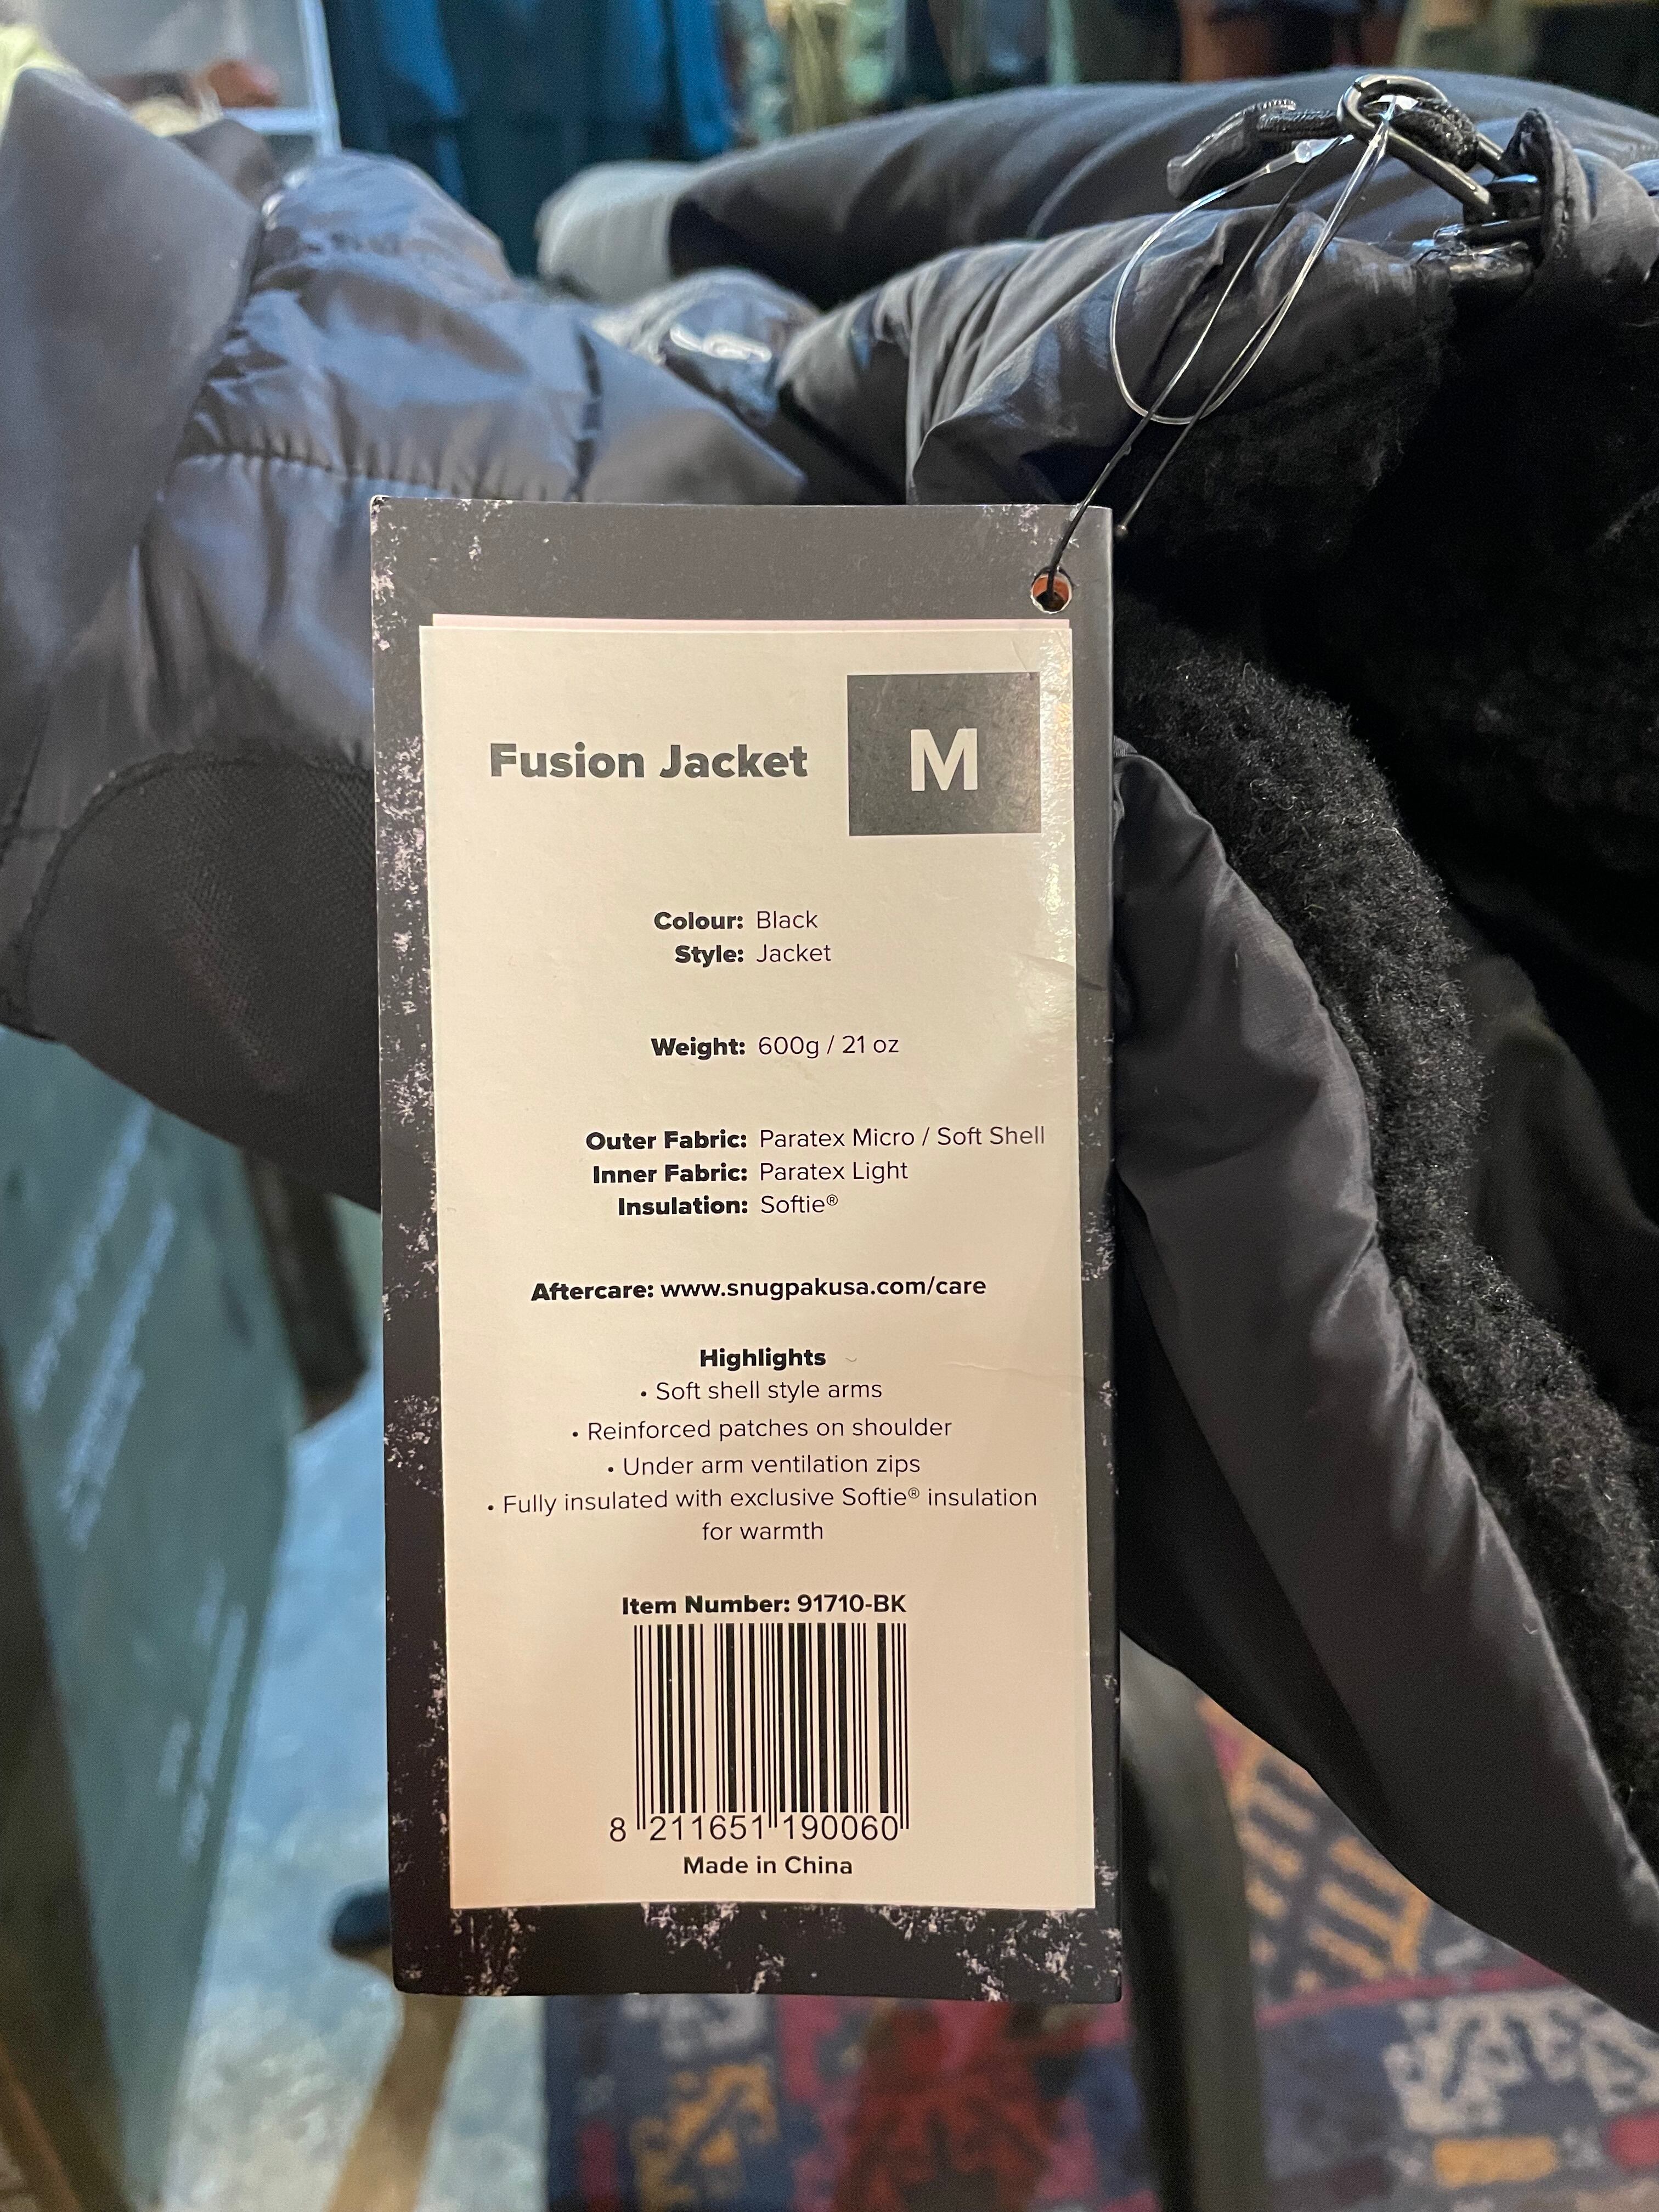 Fusion Jacket
M
Colour: Black
Style: Jacket
Weight: 600g / 21 oz
Outer Fabric: Paratex Micro / Soft Shell
Inner Fabric: Paratex Light
Insulation: Softie®
Aftercare: www.snugpakusa.com/care
Highlights
• Soft shell style arms
• Reinforced patches on shoulder
• Under arm ventilation zips
• Fully insulated with exclusive Softie® insulation
for warmth
Item Number: 91710-BK
8 211651 190060
Made in China